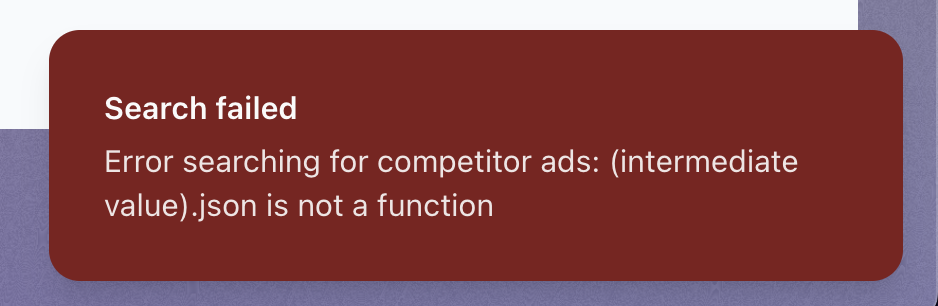 Search failed
Error searching for competitor ads: (intermediate
value).json is not a function